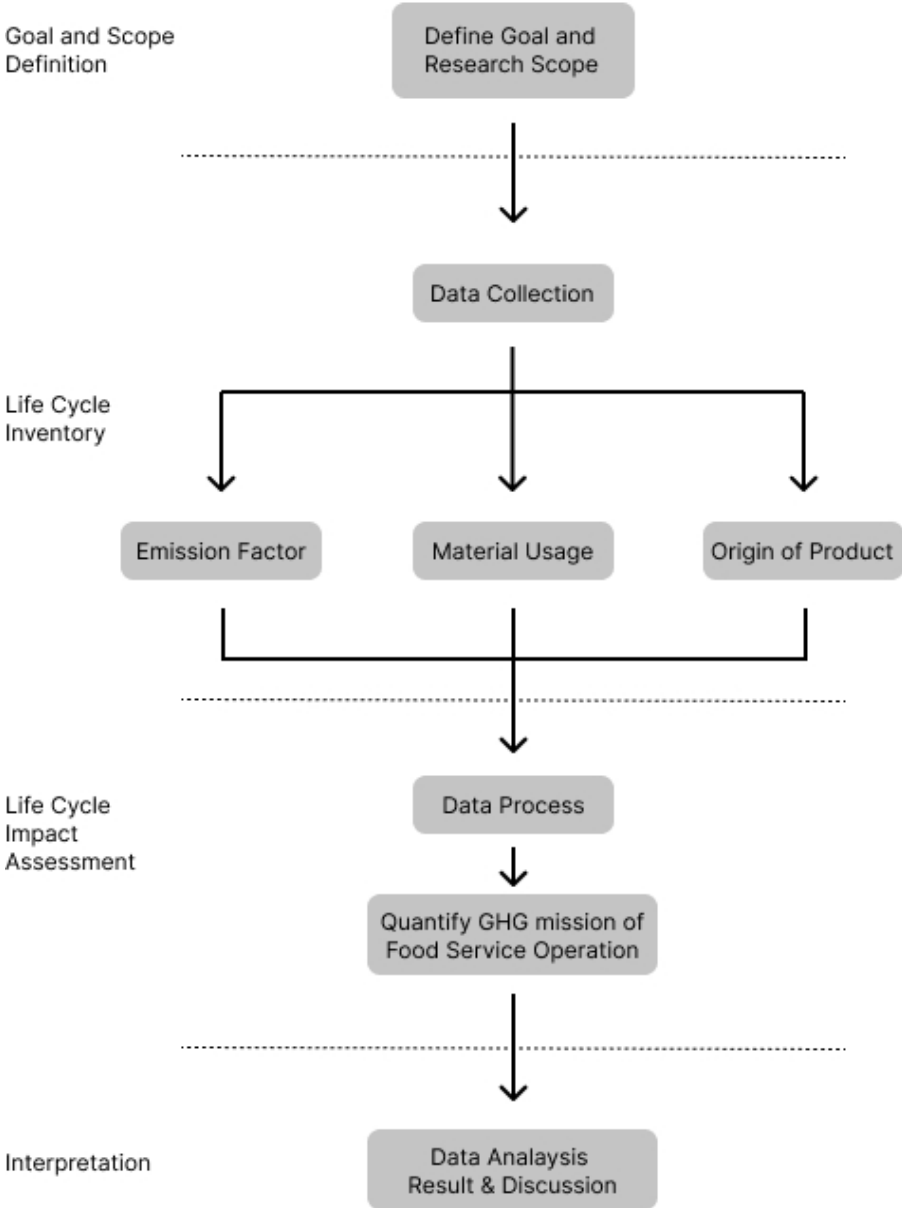 Goal and Scope
Definition
Define Goal and
Research Scope
Data Collection
Life Cycle
Inventory
Emission Factor
Material Usage
Origin of Product
Life Cycle
Impact
Assessment
Data Process
Quantify GHG mission of
Food Service Operation
Interpretation
Data Analaysis
Result & Discussion